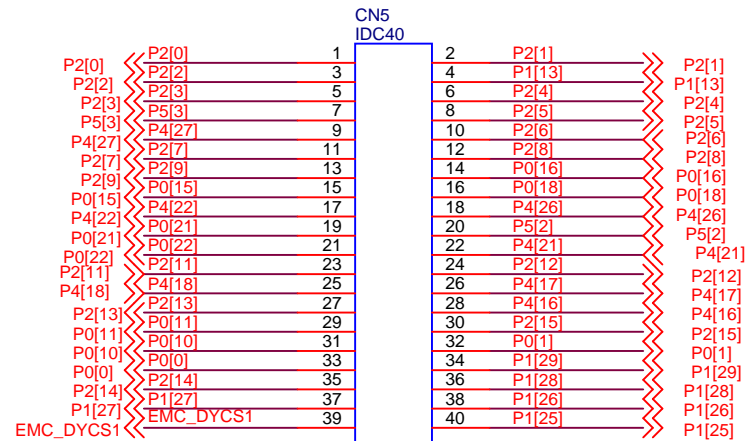 CN5
IDC40
P2[0] P2[0] 1 2 P2[1] P2[1]
P2[2] P2[2] 3 4 P1[13] P1[13]
P2[3] P2[3] 5 6 P2[4] P2[4]
P5[3] P5[3] 7 8 P2[5] P2[5]
P4[27] P4[27] 9 10 P2[6] P2[6]
P2[7] P2[7] 11 12 P2[8] P2[8]
P2[9] P2[9] 13 14 P0[16] P0[16]
P0[15] P0[15] 15 16 P0[18] P0[18]
P4[22] P4[22] 17 18 P4[26] P4[26]
P0[21] P0[21] 19 20 P5[2] P5[2]
P0[22] P0[22] 21 22 P4[21] P4[21]
P2[11] P2[11] 23 24 P2[12] P2[12]
P4[18] P4[18] 25 26 P4[17] P4[17]
P2[13] P2[13] 27 28 P4[16] P4[16]
P0[11] P0[11] 29 30 P2[15] P2[15]
P0[10] P0[10] 31 32 P0[1] P0[1]
P0[0] P0[0] 33 34 P1[29] P1[29]
P2[14] P2[14] 35 36 P1[28] P1[28]
P1[27] P1[27] 37 38 P1[26] P1[26]
EMC_DYCS1 EMC_DYCS1 39 40 P1[25] P1[25]